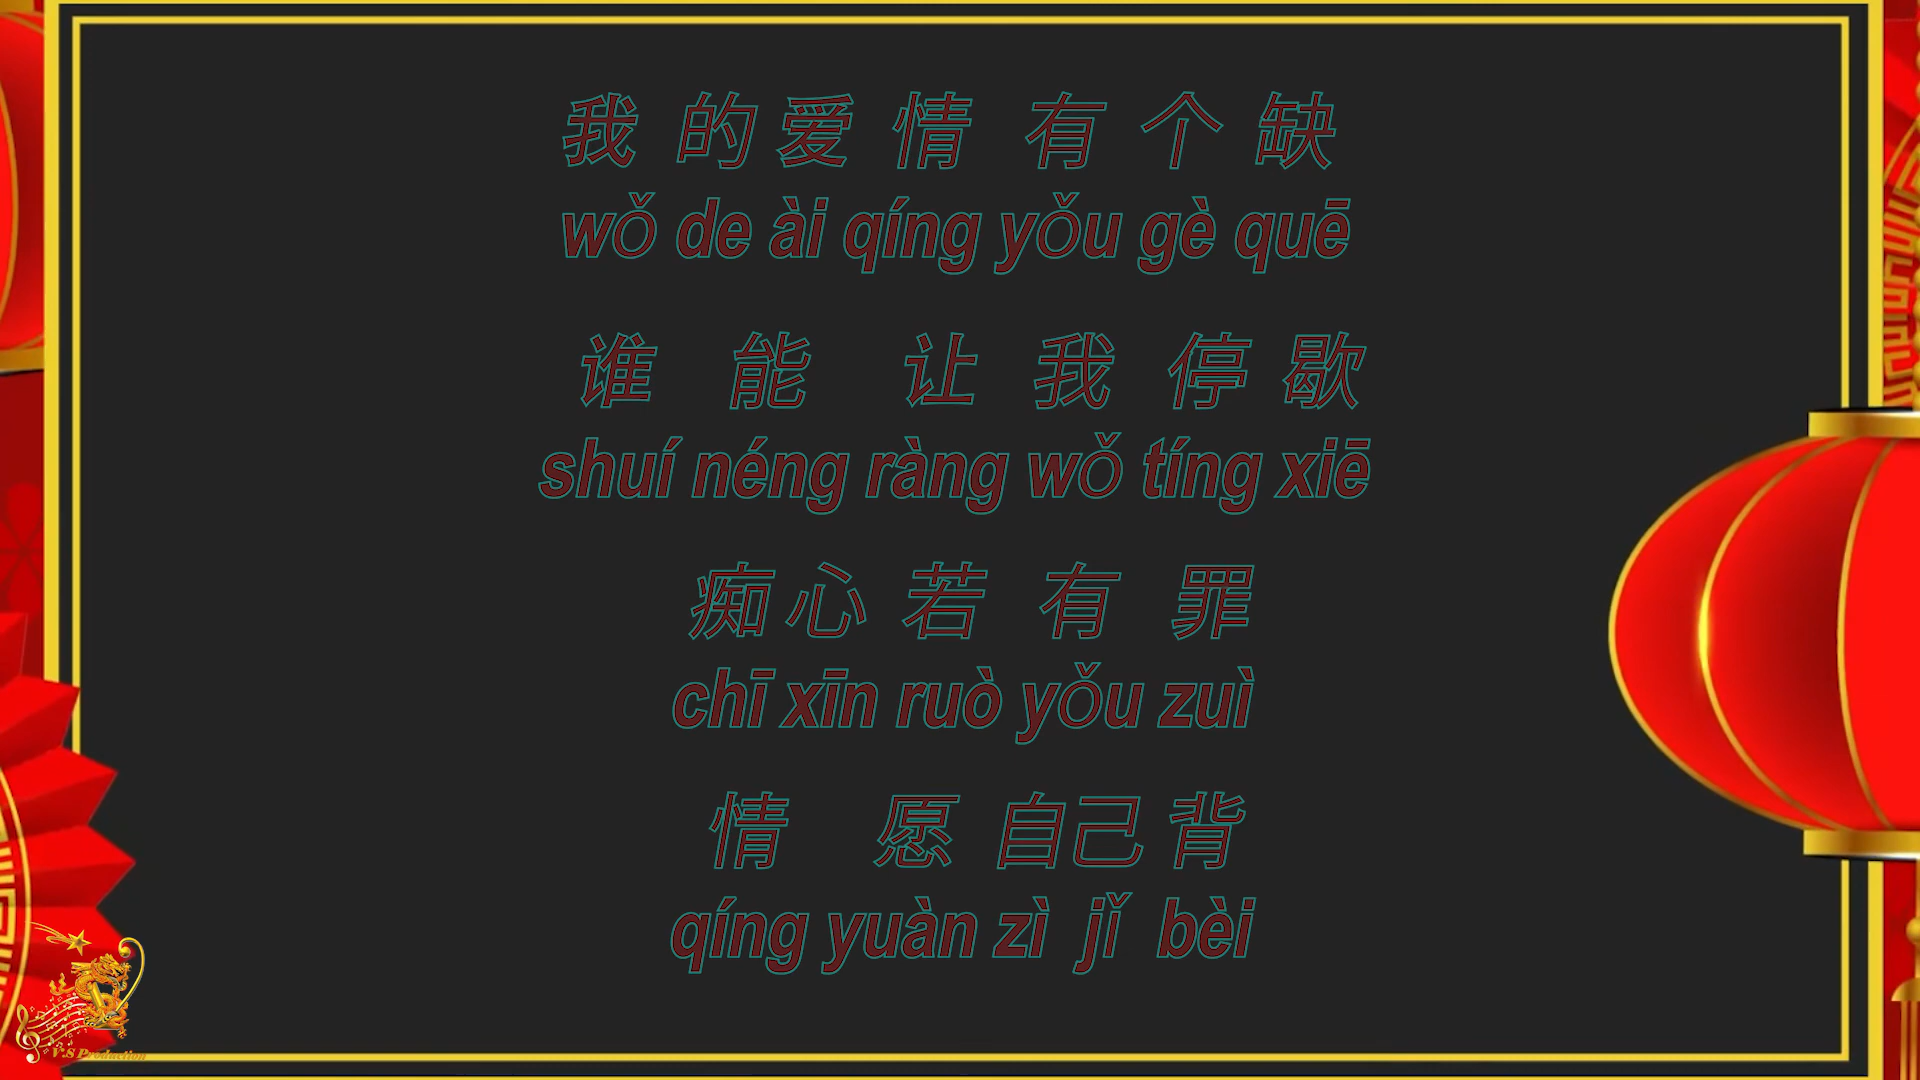 我的爱情有个缺
wǒ de ài qíng yǒu gè quē
谁能让我停歇
shuí néng ràng wǒ tíng xiē
痴心若有罪
chī xīn ruò yǒu zuì
情愿自己背
qíng yuàn zì jǐ bèi
V.S Production